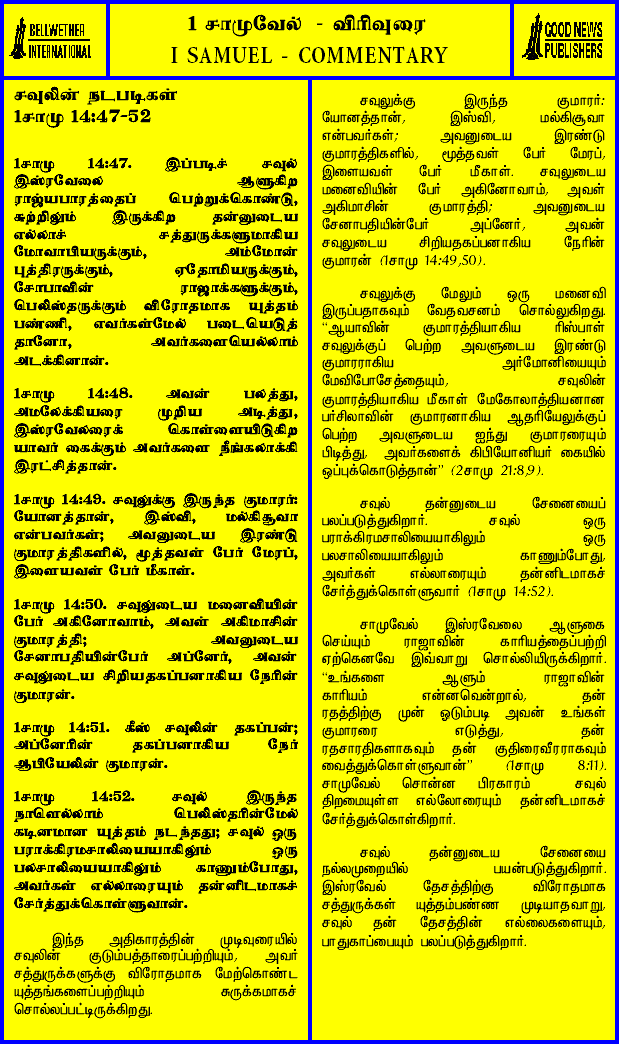 BELLWETHER
INTERNATIONAL
1 சாமுவேல் - விரிவுரை
I SAMUEL - COMMENTARY
GOOD NEWS
PUBLISHERS
சவுலின் நடபடிகள்
1சாமு 14:47-52
1சாமு 14:47. இப்படிச் சவுல்
இஸ்ரவேலை ஆளுகிற
ராஜ்யபாரத்தைப் பெற்றுக்கொண்டு,
சுற்றிலும் இருக்கிற தன்னுடைய
எல்லாச் சத்துருக்களுமாகிய
மோவாபியருக்கும், அம்மோன்
புத்திரருக்கும், ஏதோமியருக்கும்,
சோபாவின் ராஜாக்களுக்கும்,
பெலிஸ்தருக்கும் விரோதமாக யுத்தம்
பண்ணி, எவர்கள்மேல் படையெடுத்
தானோ, அவர்களையெல்லாம்
அடக்கினான்.
1சாமு 14:48. அவன் பலத்து,
அமலேக்கியரை முறிய அடித்து,
இஸ்ரவேலரைக் கொள்ளையிடுகிற
யாவர் கைக்கும் அவர்களை நீங்கலாக்கி
இரட்சித்தான்.
1சாமு 14:49. சவுலுக்கு இருந்த குமாரர்:
யோனத்தான், இஸ்வி, மல்கிசூவா
என்பவர்கள்; அவனுடைய இரண்டு
குமாரத்திகளில், மூத்தவள் பேர் மேரப்,
இளையவள் பேர் மீகாள்.
1சாமு 14:50. சவுலுடைய மனைவியின்
பேர் அகினோவாம், அவள் அகிமாசின்
குமாரத்தி; அவனுடைய
சேனாபதியின்பேர் அப்னேர், அவன்
சவுலுடைய சிறியதகப்பனாகிய நேரின்
குமாரன்.
1சாமு 14:51. கீஸ் சவுலின் தகப்பன்;
அப்னேரின் தகப்பனாகிய நேர்
ஆபியேலின் குமாரன்.
1சாமு 14:52. சவுல் இருந்த
நாளெல்லாம் பெலிஸ்தரின்மேல்
கடினமான யுத்தம் நடந்தது; சவுல் ஒரு
பராக்கிரமசாலியையாகிலும் ஒரு
பலசாலியையாகிலும் காணும்போது,
அவர்கள் எல்லாரையும் தன்னிடமாகச்
சேர்த்துக்கொள்ளுவான்.
இந்த அதிகாரத்தின் முடிவுரையில்
சவுலின் குடும்பத்தாரைப்பற்றியும், அவர்
சத்துருக்களுக்கு விரோதமாக மேற்கொண்ட
யுத்தங்களைப்பற்றியும் சுருக்கமாகச்
சொல்லப்பட்டிருக்கிறது.
சவுலுக்கு இருந்த குமாரர்:
யோனத்தான், இஸ்வி, மல்கிசூவா
என்பவர்கள்; அவனுடைய இரண்டு
குமாரத்திகளில், மூத்தவள் பேர் மேரப்,
இளையவள் பேர் மீகாள். சவுலுடைய
மனைவியின் பேர் அகினோவாம், அவள்
அகிமாசின் குமாரத்தி; அவனுடைய
சேனாபதியின்பேர் அப்னேர், அவன்
சவுலுடைய சிறியதகப்பனாகிய நேரின்
குமாரன் (1சாமு 14:49,50).
சவுலுக்கு மேலும் ஒரு மனைவி
இருப்பதாகவும் வேதவசனம் சொல்லுகிறது.
"ஆயாவின் குமாரத்தியாகிய ரிஸ்பாள்
சவுலுக்குப் பெற்ற அவளுடைய இரண்டு
குமாரராகிய அர்மோனியையும்
மேவிபோசேத்தையும், சவுலின்
குமாரத்தியாகிய மீகாள் மேகோலாத்தியனான
பர்சிலாவின் குமாரனாகிய ஆதரியேலுக்குப்
பெற்ற அவளுடைய ஐந்து குமாரரையும்
பிடித்து, அவர்களைக் கிபியோனியர் கையில்
ஒப்புக்கொடுத்தான்" (2சாமு 21:8,9).
சவுல் தன்னுடைய சேனையைப்
பலப்படுத்துகிறார். சவுல் ஒரு
பராக்கிரமசாலியையாகிலும் ஒரு
பலசாலியையாகிலும் காணும்போது,
அவர்கள் எல்லாரையும் தன்னிடமாகச்
சேர்த்துக்கொள்ளுவார் (1சாமு 14:52).
சாமுவேல் இஸ்ரவேலை ஆளுகை
செய்யும் ராஜாவின் காரியத்தைப்பற்றி
ஏற்கெனவே இவ்வாறு சொல்லியிருக்கிறார்.
"உங்களை ஆளும் ராஜாவின்
காரியம் என்னவென்றால், தன்
ரதத்திற்கு முன் ஓடும்படி அவன் உங்கள்
குமாரரை எடுத்து, தன்
ரதசாரதிகளாகவும் தன் குதிரைவீரராகவும்
வைத்துக்கொள்ளுவான்" (1சாமு 8:11).
சாமுவேல் சொன்ன பிரகாரம் சவுல்
திறமையுள்ள எல்லோரையும் தன்னிடமாகச்
சேர்த்துக்கொள்கிறார்.
சவுல் தன்னுடைய சேனையை
நல்லமுறையில் பயன்படுத்துகிறார்.
இஸ்ரவேல் தேசத்திற்கு விரோதமாக
சத்துருக்கள் யுத்தம்பண்ண முடியாதவாறு,
சவுல் தன் தேசத்தின் எல்லைகளையும்,
பாதுகாப்பையும் பலப்படுத்துகிறார்.